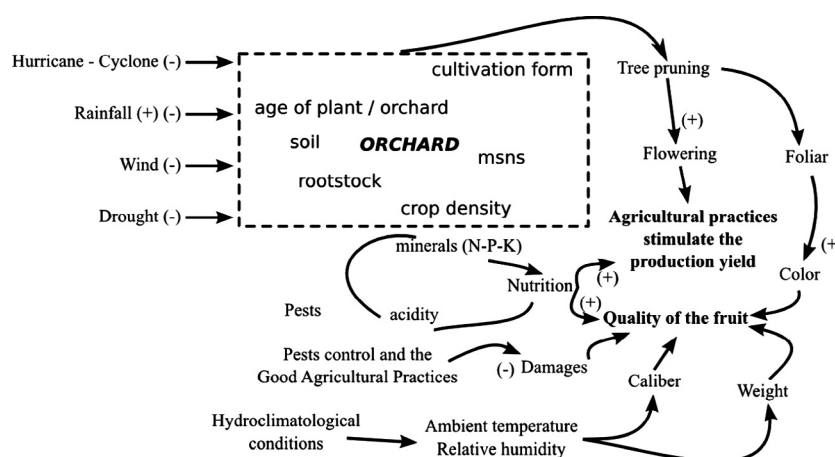 Hurricane - Cyclone (-)
Rainfall (+) (-)
Wind (-)
Drought (-)
cultivation form
age of plant / orchard
soil
ORCHARD
msns
rootstock
crop density
Tree pruning
(+)
Flowering
Foliar
Agricultural practices
stimulate the
production yield
(+
Color
minerals (N-P-K)
Nutrition
(+)
(+)
Pests
acidity
Quality of the fruit
Pests control and the
Good Agricultural Practices
(-) Damages
Caliber
Weight
Hydroclimatological
conditions
Ambient temperature
Relative humidity